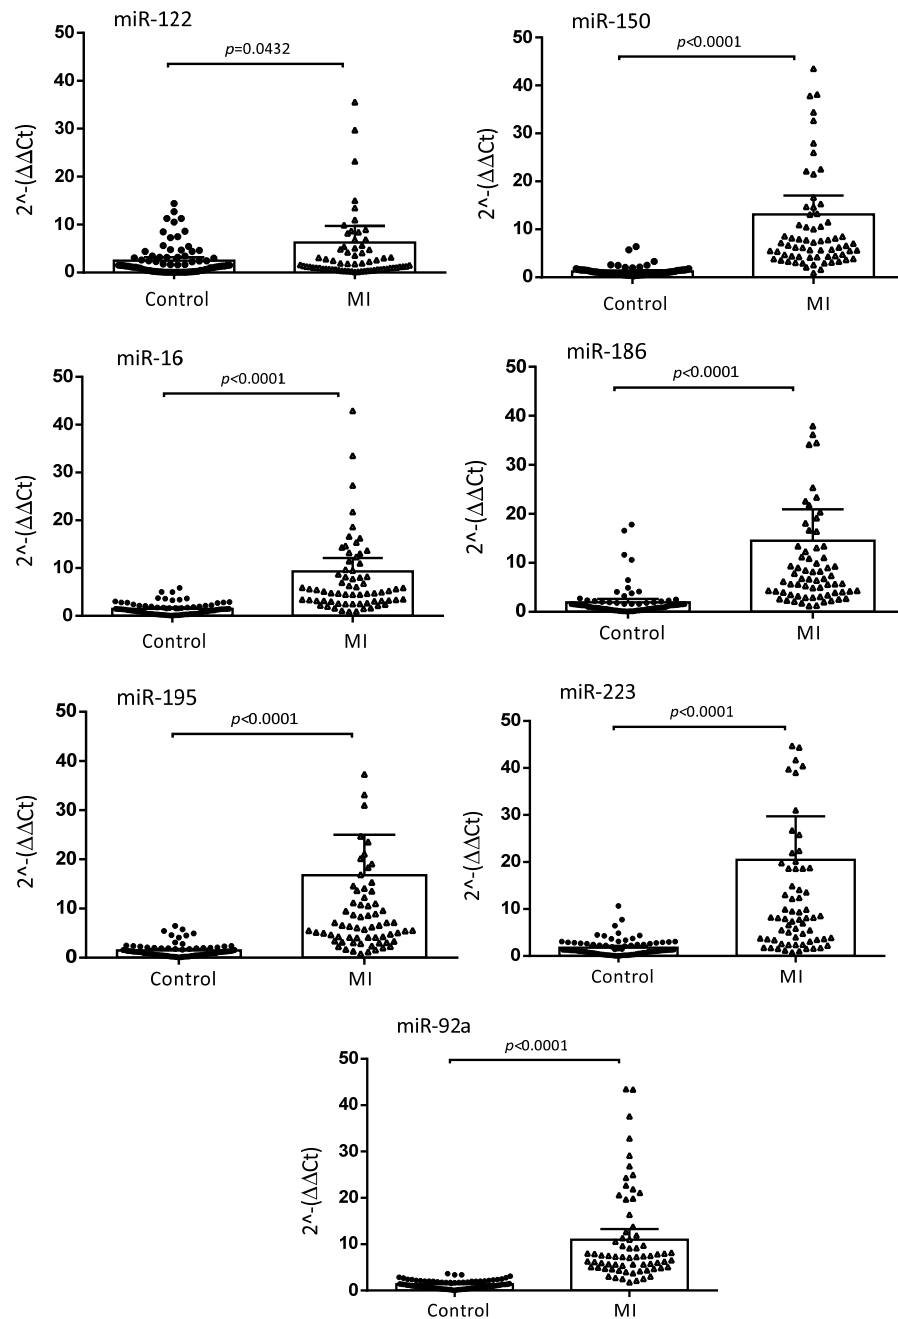 miR-122
p=0.0432
50
40
30
20
10
0
2^-(ΔΔCt)
Control MI
miR-150
p<0.0001
50
40
30
20
10
0
2^-(ΔΔCt)
Control MI
miR-16
p<0.0001
50
40
30
20
10
0
2^-(ΔΔCt)
Control MI
miR-186
p<0.0001
50
40
30
20
10
0
2^-(ΔΔCt)
Control MI
miR-195
p<0.0001
50
40
30
20
10
0
2^-(ΔΔCt)
Control MI
miR-223
p<0.0001
50
40
30
20
10
0
2^-(ΔΔCt)
Control MI
miR-92a
p<0.0001
50
40
30
20
10
0
2^-(ΔΔCt)
Control MI